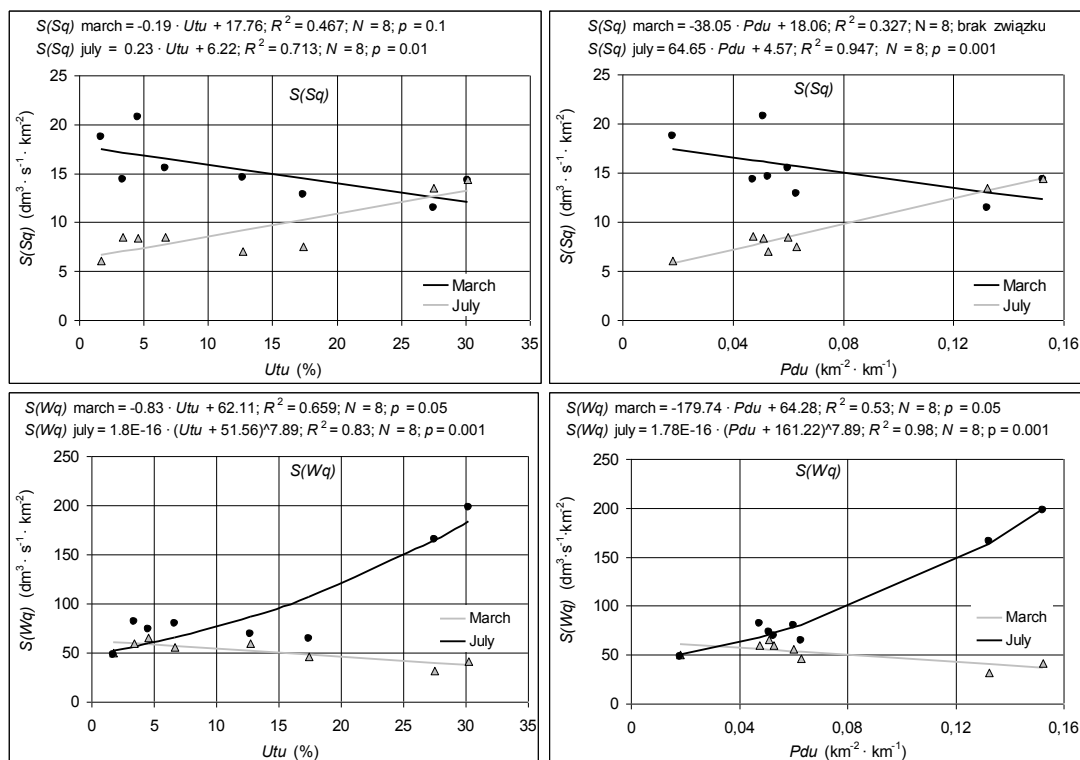 S(Sq) march = -0.19 · Utu + 17.76; R² = 0.467; N = 8; p = 0.1
S(Sq) july = 0.23 · Utu + 6.22; R² = 0.713; N = 8; p = 0.01
25
20
15
10
5
0
S(Sq) (dm³ · s⁻¹ · km⁻²)
S(Sq)
March
July
0 5 10 15 20 25 30 35
Utu (%)
S(Sq) march = -38.05 · Pdu + 18.06; R² = 0.327; N = 8; brak związku
S(Sq) july = 64.65 · Pdu + 4.57; R² = 0.947; N = 8; p = 0.001
25
20
15
10
5
0
S(Sq) (dm³ · s⁻¹ · km⁻²)
S(Sq)
March
July
0 0,04 0,08 0,12 0,16
Pdu (km⁻² · km⁻¹)
S(Wq) march = -0.83 · Utu + 62.11; R² = 0.659; N = 8; p = 0.05
S(Wq) july = 1.8E-16 · (Utu + 51.56)^7.89; R² = 0.83; N = 8; p = 0.001
250
200
150
100
50
0
S(Wq) (dm³ · s⁻¹ · km⁻²)
S(Wq)
March
July
0 5 10 15 20 25 30 35
Utu (%)
S(Wq) march = -179.74 · Pdu + 64.28; R² = 0.53; N = 8; p = 0.05
S(Wq) july = 1.78E-16 · (Pdu + 161.22)^7.89; R² = 0.98; N = 8; p = 0.001
250
200
150
100
50
0
S(Wq) (dm³·s⁻¹·km⁻²)
S(Wq)
March
July
0 0,04 0,08 0,12 0,16
Pdu (km⁻² · km⁻¹)